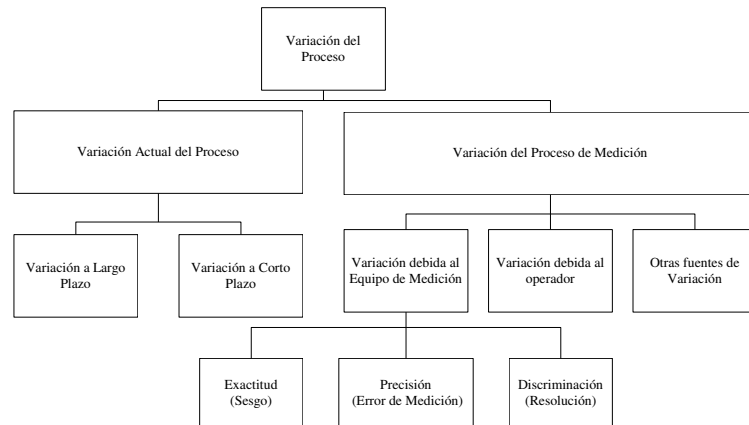 Variación del
Proceso
Variación Actual del Proceso
Variación del Proceso de Medición
Variación a Largo
Plazo
Variación a Corto
Plazo
Variación debida al
Equipo de Medición
Variación debida al
operador
Otras fuentes de
Variación
Exactitud
(Sesgo)
Precisión
(Error de Medición)
Discriminación
(Resolución)